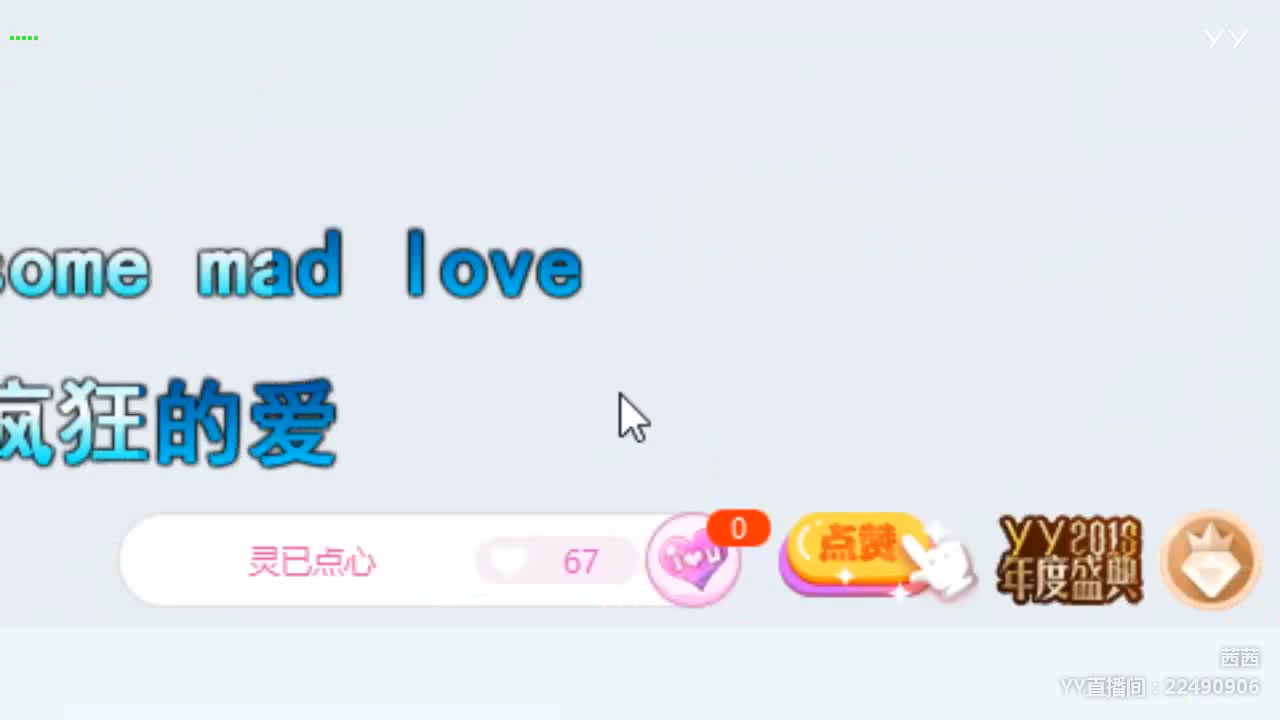 YY
some mad love
疯狂的爱
灵已点心 67
i♥u
0
点赞
YY2018
年度盛典
茜茜
YY直播间：22490906